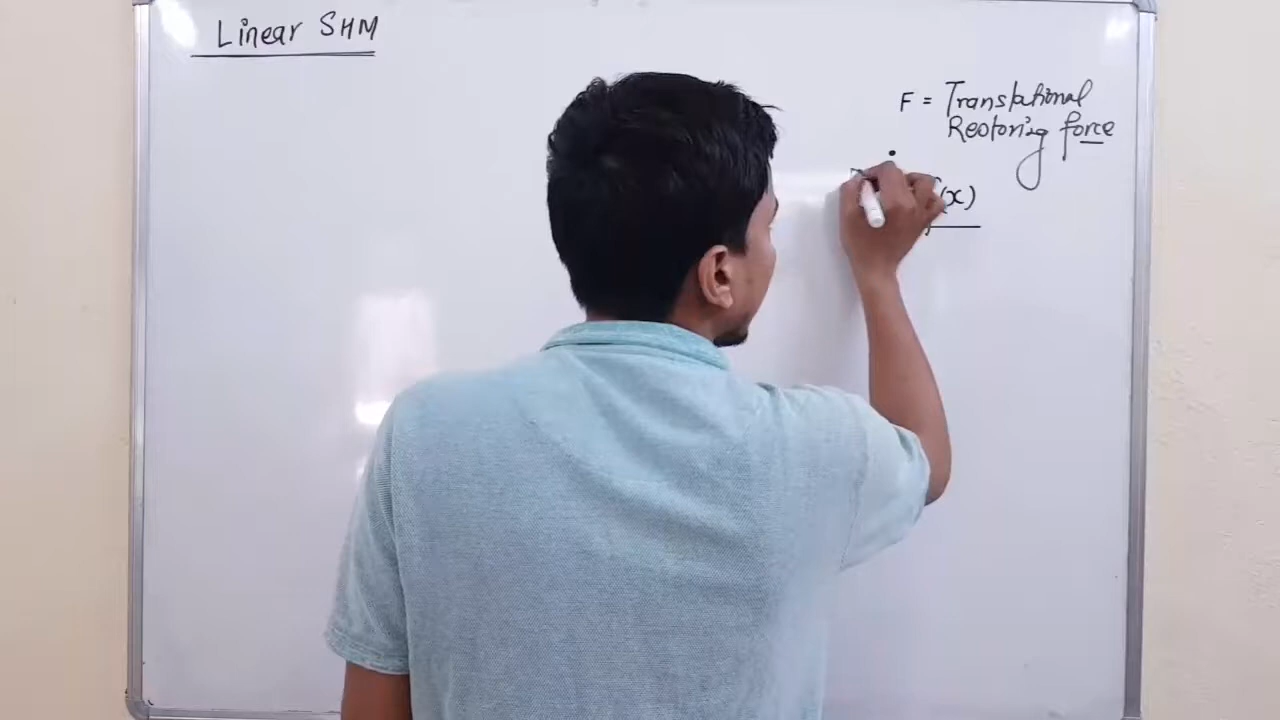 Linear SHM
F = Translational
Restoring force
(x)